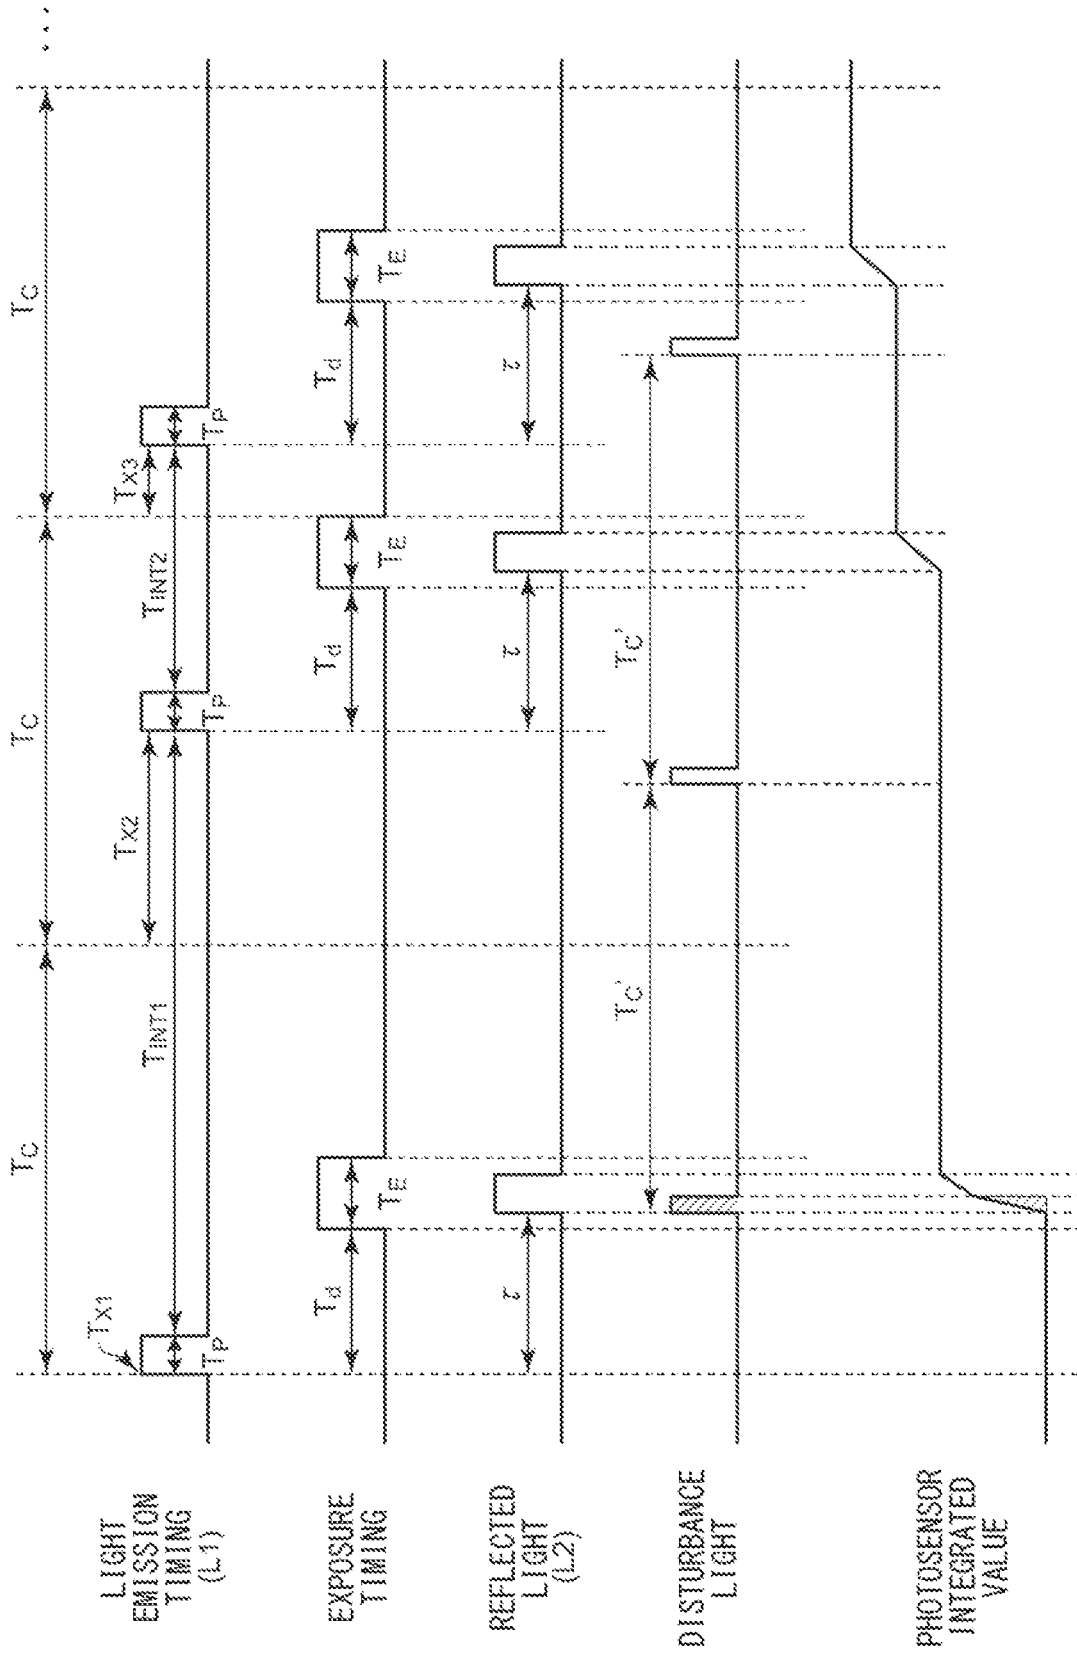 TC
TC
TC
...
LIGHT
EMISSION
TIMING
(L1)
TX1
TP
TINT1
TX2
TP
TINT2
TX3
TP
EXPOSURE
TIMING
Td
TE
Td
TE
Td
TE
REFLECTED
LIGHT
(L2)
τ
τ
τ
DISTURBANCE
LIGHT
TC'
TC'
PHOTOSENSOR
INTEGRATED
VALUE